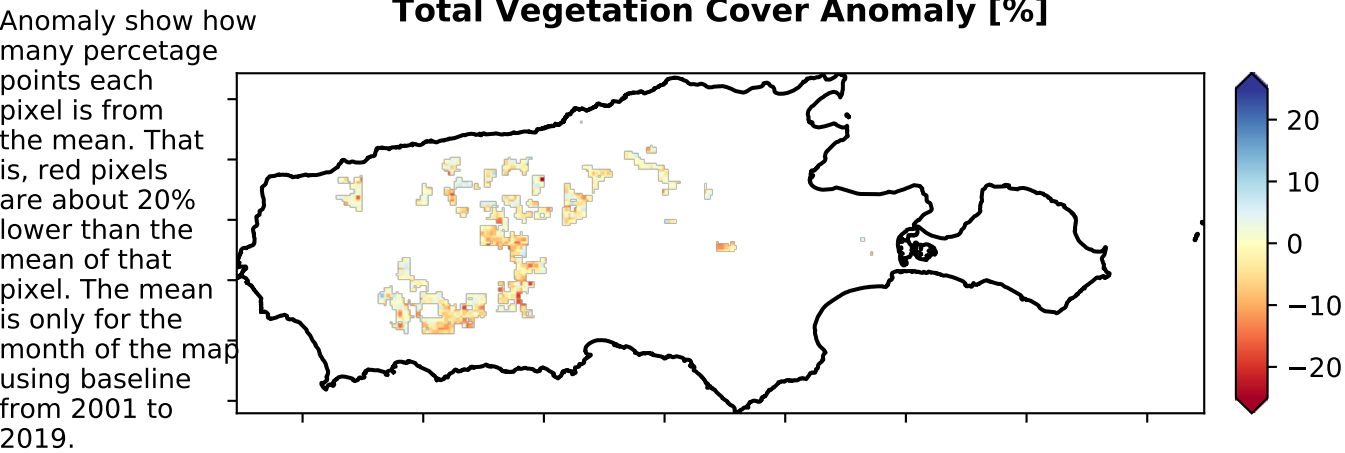 Total Vegetation Cover Anomaly [%]
Anomaly show how
many percetage
points each
pixel is from
the mean. That
is, red pixels
are about 20%
lower than the
mean of that
pixel. The mean
is only for the
month of the map
using baseline
from 2001 to
2019.
20
10
0
−10
−20